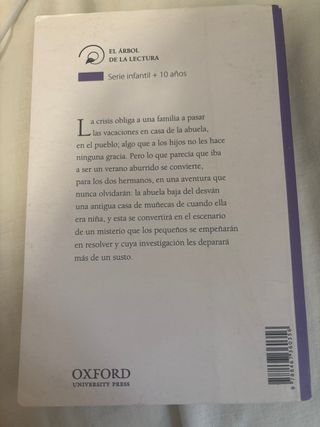 EL ÁRBOL
DE LA LECTURA
Serie infantil + 10 años
La crisis obliga a una familia a pasar
las vacaciones en casa de la abuela,
en el pueblo; algo que a los hijos no les hace
ninguna gracia. Pero lo que parecía que iba
a ser un verano aburrido se convierte,
para los dos hermanos, en una aventura que
nunca olvidarán: la abuela baja del desván
una antigua casa de muñecas de cuando ella
era niña, y esta se convertirá en el escenario
de un misterio que los pequeños se empeñarán
en resolver y cuya investigación les deparará
más de un susto.
OXFORD
UNIVERSITY PRESS